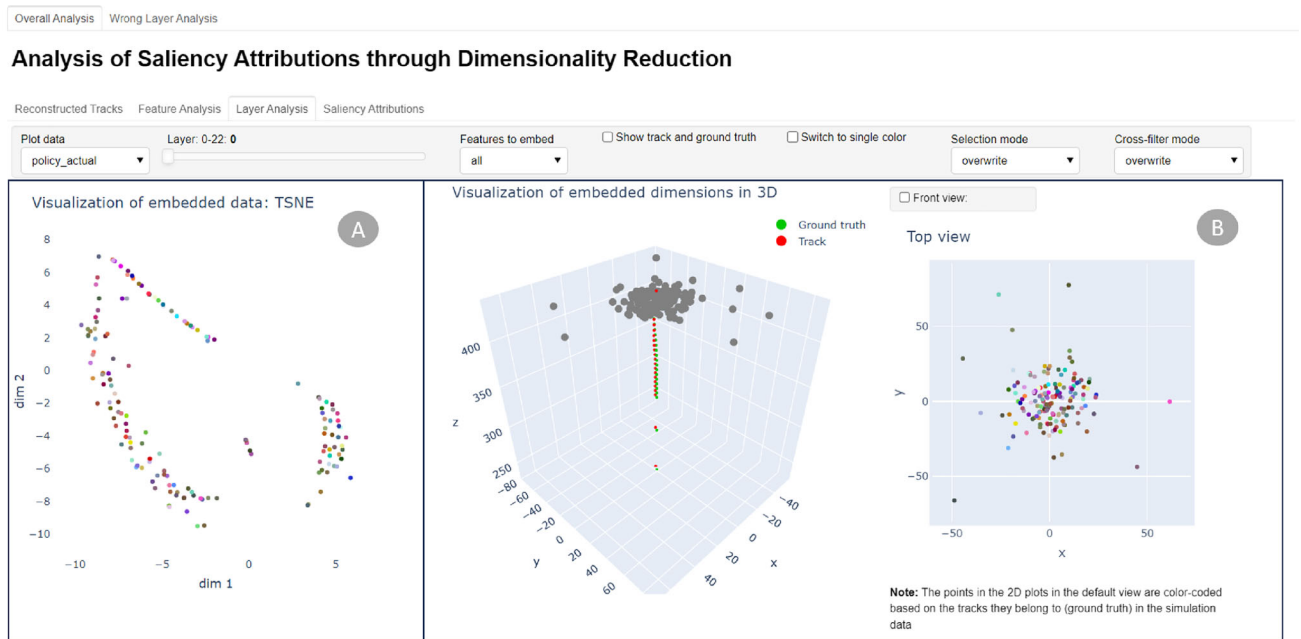 Overall Analysis Wrong Layer Analysis
Analysis of Saliency Attributions through Dimensionality Reduction
Reconstructed Tracks Feature Analysis Layer Analysis Saliency Attributions
Plot data
policy_actual
Layer: 0-22: 0
Features to embed
all
Show track and ground truth
Switch to single color
Selection mode
overwrite
Cross-filter mode
overwrite
Visualization of embedded data: TSNE
A
8
6
4
2
0
−2
−4
−6
−8
−10
dim 2
−10 −5 0 5
dim 1
Visualization of embedded dimensions in 3D
Ground truth
Track
400
350
300
250
z
−80
−60
−40
−20
0
20
40
60
y
−40
−20
0
20
40
x
Front view:
B
Top view
50
0
−50
y
−50 0 50
x
Note: The points in the 2D plots in the default view are color-coded
based on the tracks they belong to (ground truth) in the simulation
data